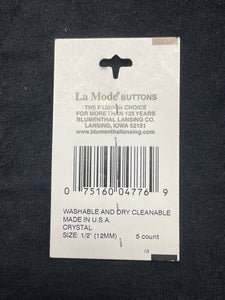 La Mode® BUTTONS
THE FASHION CHOICE
FOR MORE THAN 125 YEARS
BLUMENTHAL LANSING CO.
LANSING, IOWA 52151
www.blumenthallansing.com
0 75160 04776 9
WASHABLE AND DRY CLEANABLE
MADE IN U.S.A.
CRYSTAL
SIZE: 1/2" (12MM) 5 count